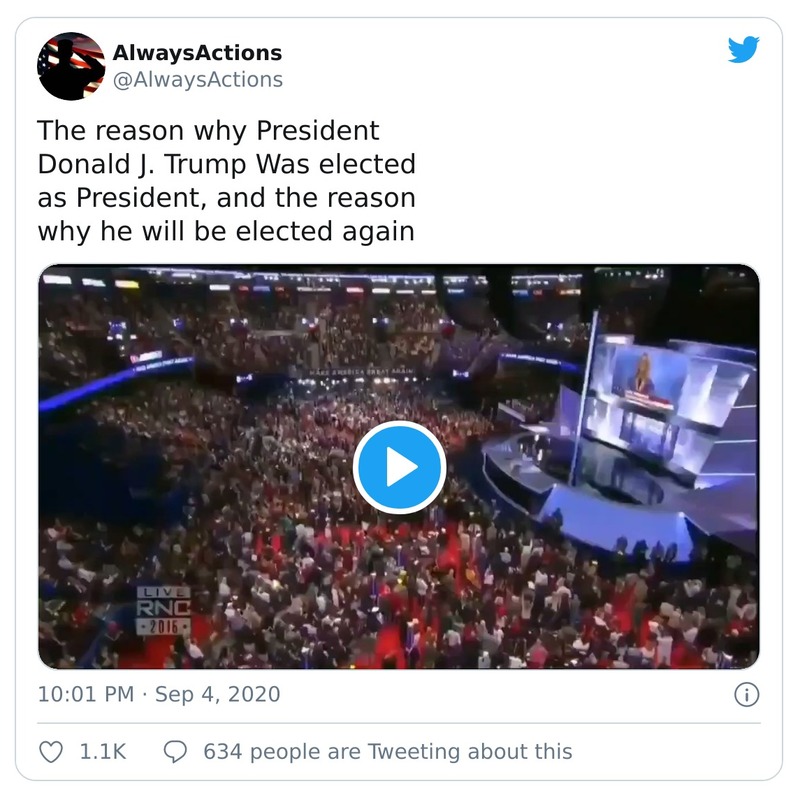 AlwaysActions
@AlwaysActions
The reason why President
Donald J. Trump Was elected
as President, and the reason
why he will be elected again
MAKE AMERICA GREAT AGAIN
LIVE
RNC
2016
10:01 PM · Sep 4, 2020
1.1K
634 people are Tweeting about this